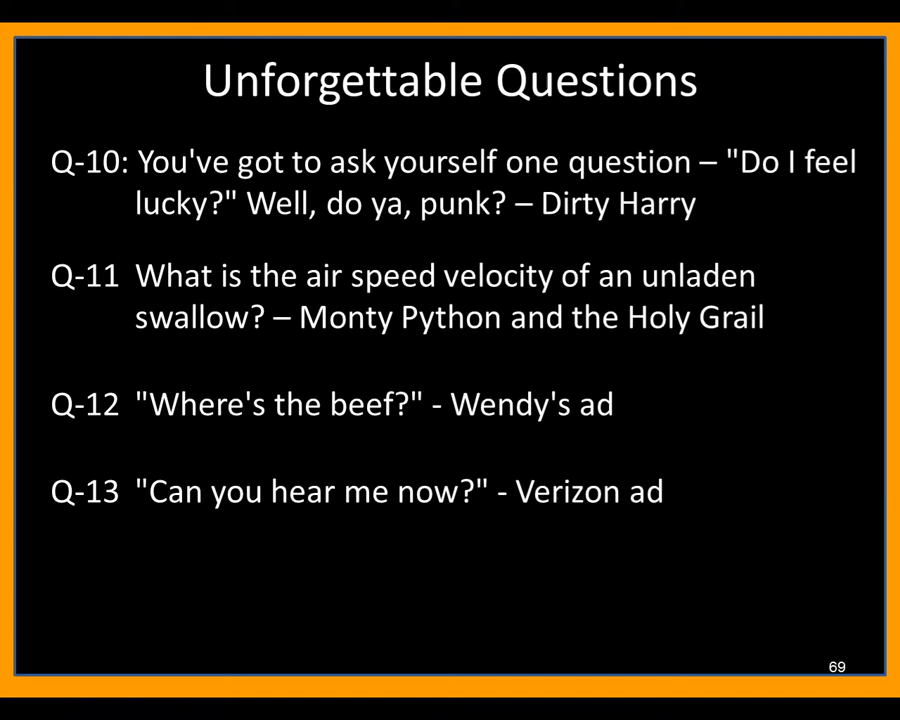 Unforgettable Questions
Q-10: You've got to ask yourself one question – "Do I feel
lucky?" Well, do ya, punk? – Dirty Harry
Q-11 What is the air speed velocity of an unladen
swallow? – Monty Python and the Holy Grail
Q-12 "Where's the beef?" - Wendy's ad
Q-13 "Can you hear me now?" - Verizon ad
69